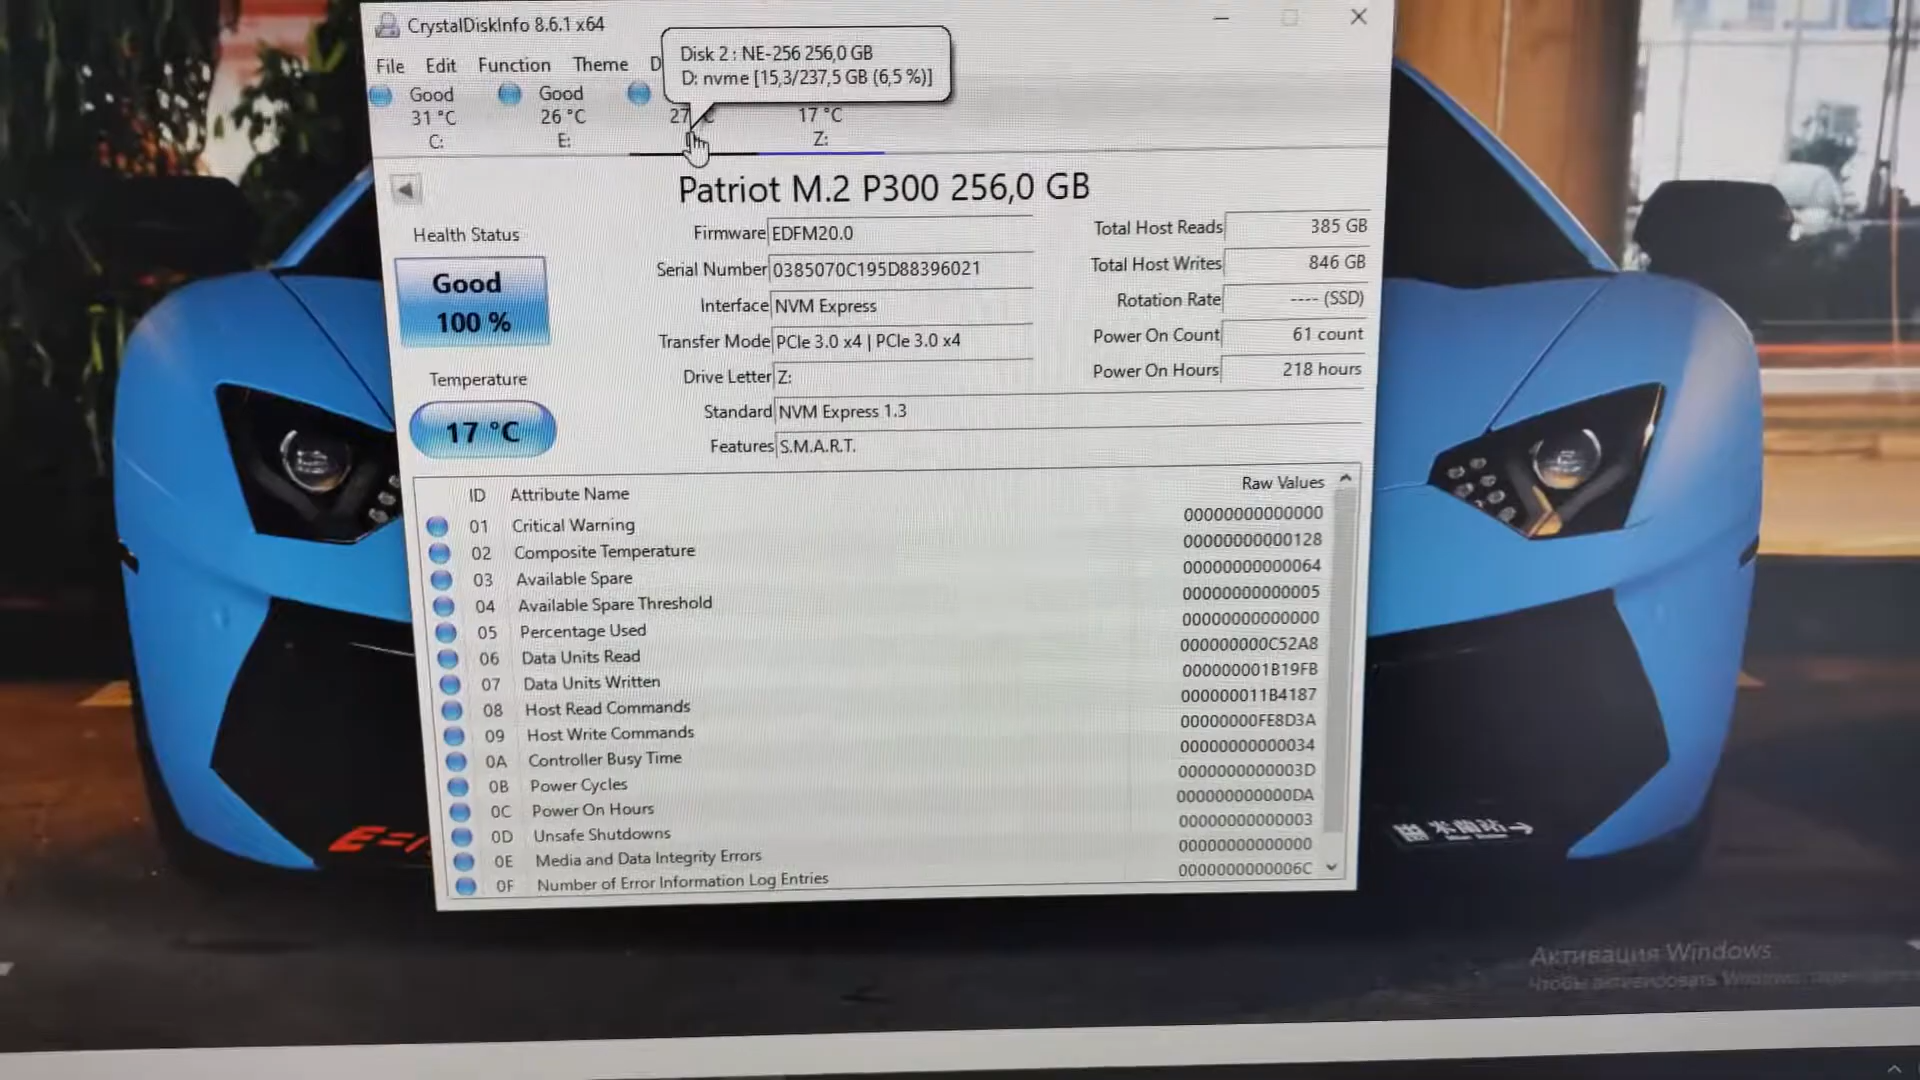 CrystalDiskInfo 8.6.1 x64
Disk 2 : NE-256 256,0 GB
D: nvme [15,3/237,5 GB (6,5 %)]
File Edit Function Theme D
Good Good
31 °C 26 °C 27 C 17 °C
C: E: Z:
Patriot M.2 P300 256,0 GB
Health Status
Good
100 %
Temperature
17 °C
Firmware EDFM20.0
Serial Number 0385070C195D88396021
Interface NVM Express
Transfer Mode PCIe 3.0 x4 | PCIe 3.0 x4
Drive Letter Z:
Standard NVM Express 1.3
Features S.M.A.R.T.
Total Host Reads 385 GB
Total Host Writes 846 GB
Rotation Rate ---- (SSD)
Power On Count 61 count
Power On Hours 218 hours
ID Attribute Name Raw Values
01 Critical Warning 00000000000000
02 Composite Temperature 00000000000128
03 Available Spare 00000000000064
04 Available Spare Threshold 00000000000005
05 Percentage Used 00000000000000
06 Data Units Read 000000000C52A8
07 Data Units Written 000000001B19FB
08 Host Read Commands 000000011B4187
09 Host Write Commands 00000000FE8D3A
0A Controller Busy Time 00000000000034
0B Power Cycles 0000000000003D
0C Power On Hours 000000000000DA
0D Unsafe Shutdowns 00000000000003
0E Media and Data Integrity Errors 00000000000000
0F Number of Error Information Log Entries 0000000000006C
Активация Windows
Чтобы активировать Windows